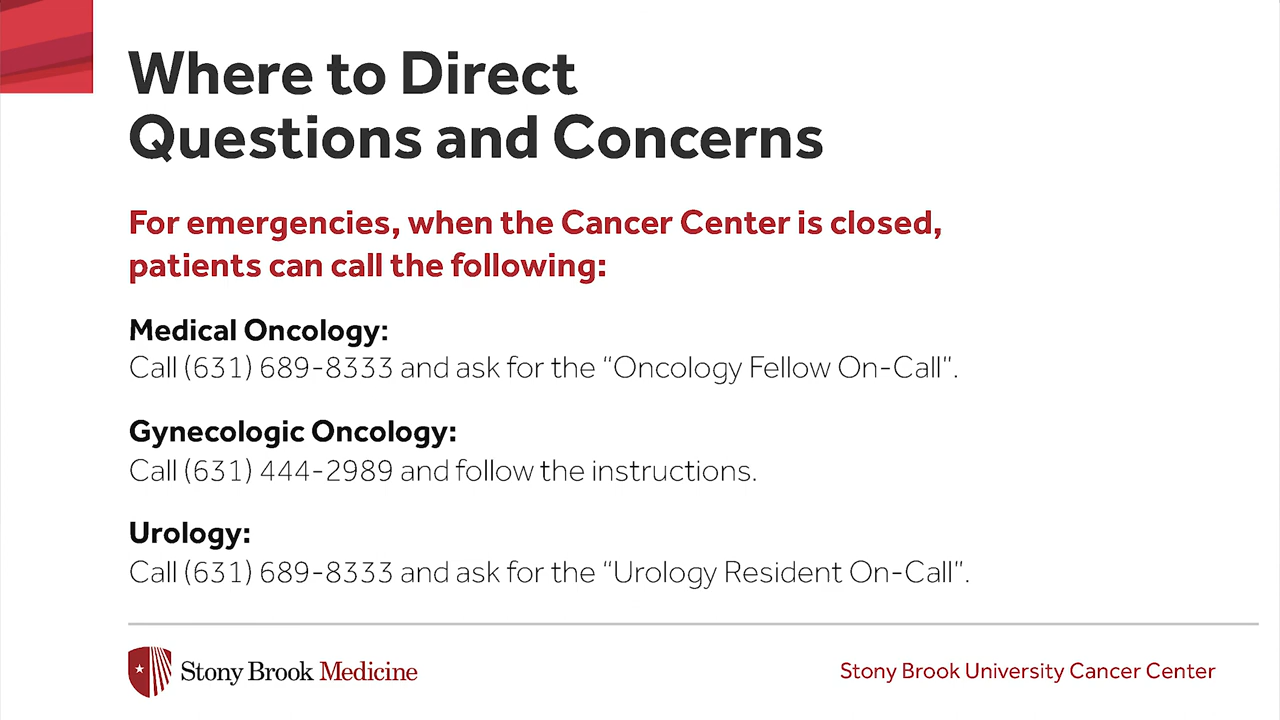 Where to Direct
Questions and Concerns
For emergencies, when the Cancer Center is closed,
patients can call the following:
Medical Oncology:
Call (631) 689-8333 and ask for the “Oncology Fellow On-Call”.
Gynecologic Oncology:
Call (631) 444-2989 and follow the instructions.
Urology:
Call (631) 689-8333 and ask for the “Urology Resident On-Call”.
Stony Brook Medicine
Stony Brook University Cancer Center